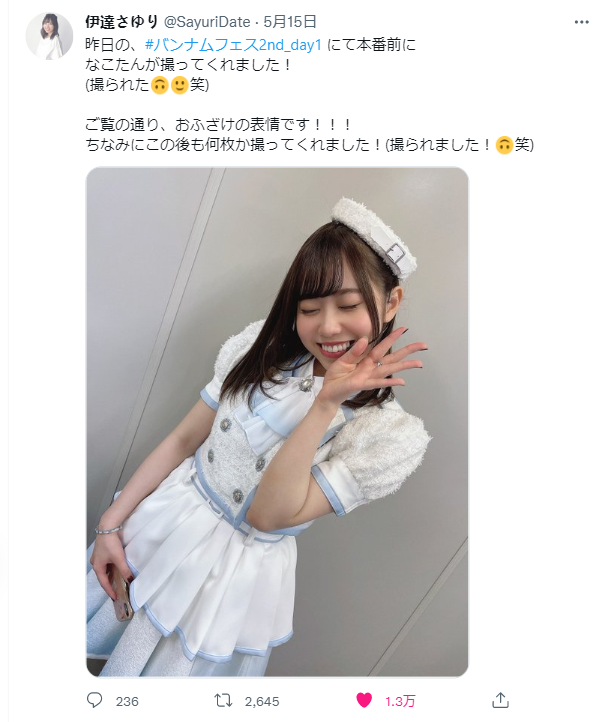 伊達さゆり @SayuriDate · 5月15日
昨日の、#バンナムフェス2nd_day1 にて本番前に
なこたんが撮ってくれました！
(撮られた🙃🙂笑)
ご覧の通り、おふざけの表情です！！！
ちなみにこの後も何枚か撮ってくれました！(撮られました！🙃笑)
236 2,645 1.3万